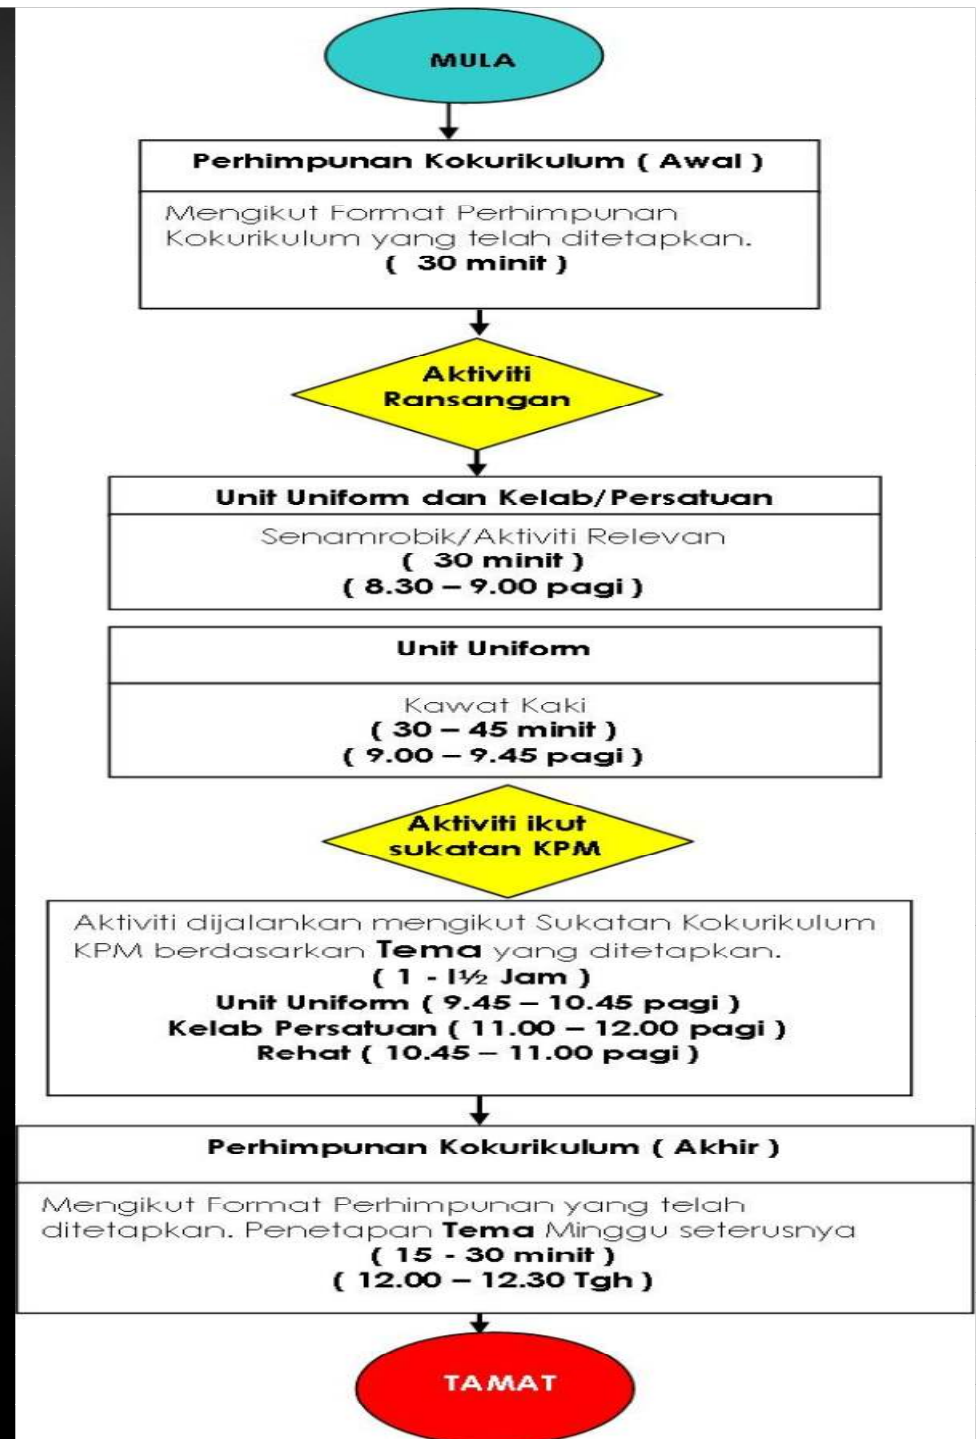 MULA
Perhimpunan Kokurikulum ( Awal )
Mengikut Format Perhimpunan
Kokurikulum yang telah ditetapkan.
( 30 minit )
Aktiviti
Ransangan
Unit Uniform dan Kelab/Persatuan
Senamrobik/Aktiviti Relevan
( 30 minit )
( 8.30 – 9.00 pagi )
Unit Uniform
Kawat Kaki
( 30 – 45 minit )
( 9.00 – 9.45 pagi )
Aktiviti ikut
sukatan KPM
Aktiviti dijalankan mengikut Sukatan Kokurikulum
KPM berdasarkan Tema yang ditetapkan.
( 1 - I½ Jam )
Unit Uniform ( 9.45 – 10.45 pagi )
Kelab Persatuan ( 11.00 – 12.00 pagi )
Rehat ( 10.45 – 11.00 pagi )
Perhimpunan Kokurikulum ( Akhir )
Mengikut Format Perhimpunan yang telah
ditetapkan. Penetapan Tema Minggu seterusnya
( 15 - 30 minit )
( 12.00 – 12.30 Tgh )
TAMAT